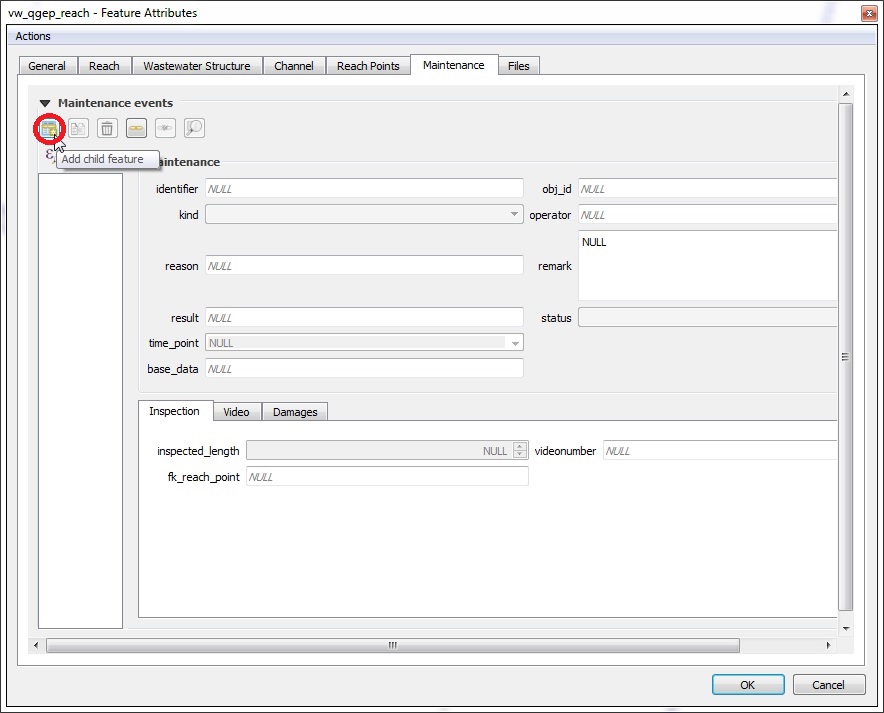 vw_qgep_reach - Feature Attributes
Actions
General Reach Wastewater Structure Channel Reach Points Maintenance Files
Maintenance events
Add child feature
aintenance
identifier NULL obj_id NULL
kind operator NULL
NULL
reason NULL remark
result NULL status
time_point NULL
base_data NULL
Inspection Video Damages
inspected_length NULL videonumber NULL
fk_reach_point NULL
OK Cancel